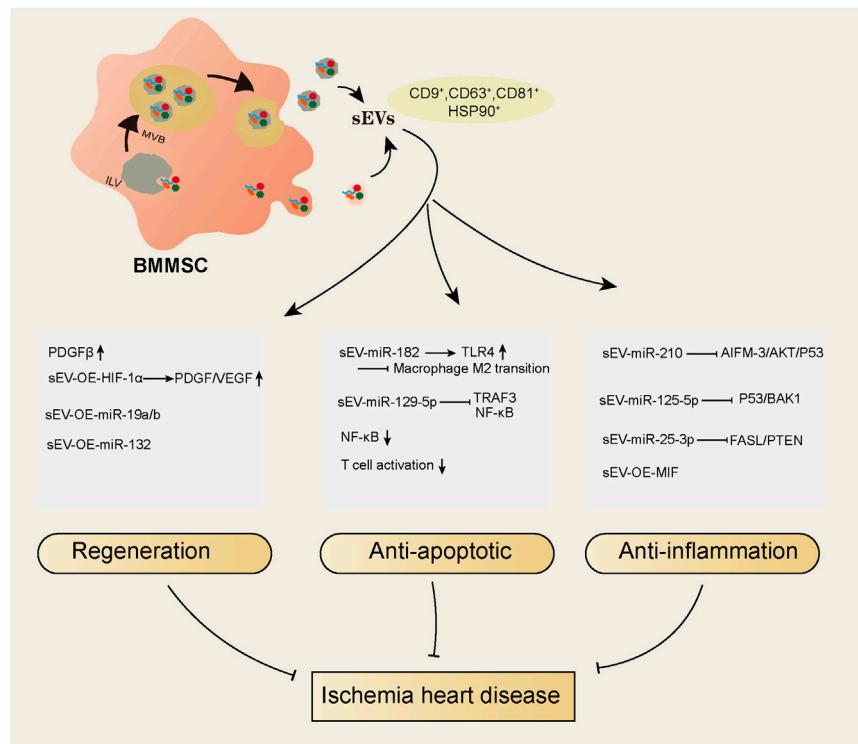 CD9⁺,CD63⁺,CD81⁺
HSP90⁺
sEVs
MVB
ILV
BMMSC
PDGFβ↑
sEV-OE-HIF-1α→PDGF/VEGF↑
sEV-OE-miR-19a/b
sEV-OE-miR-132
sEV-miR-182→TLR4↑
⊣Macrophage M2 transition
sEV-miR-129-5p⊣TRAF3
NF-κB
NF-κB↓
T cell activation↓
sEV-miR-210⊣AIFM-3/AKT/P53
sEV-miR-125-5p⊣P53/BAK1
sEV-miR-25-3p⊣FASL/PTEN
sEV-OE-MIF
Regeneration
Anti-apoptotic
Anti-inflammation
Ischemia heart disease